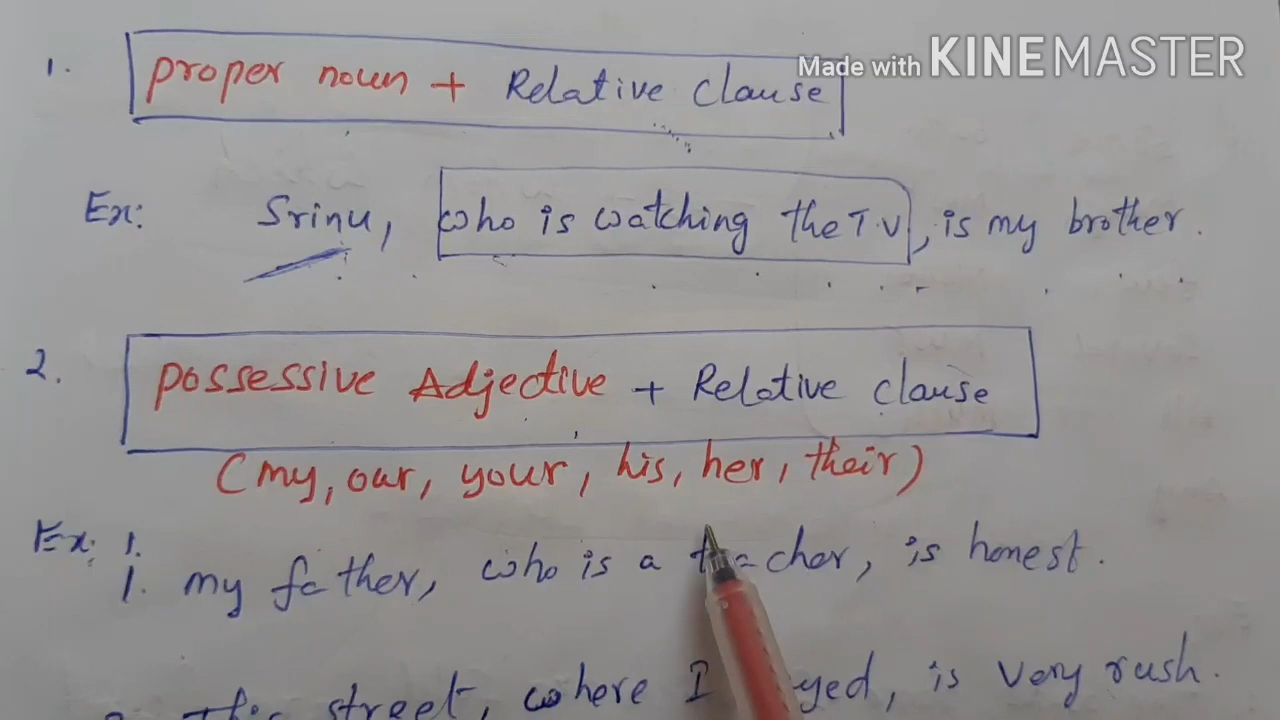 Made with KINEMASTER
1. proper noun + Relative Clause
Ex: Srinu, who is watching the T.V, is my brother.
2. possessive Adjective + Relative clause
(my, our, your, his, her, their)
Ex: 1.
1. my father, who is a teacher, is honest.
street, where I, is very rush.